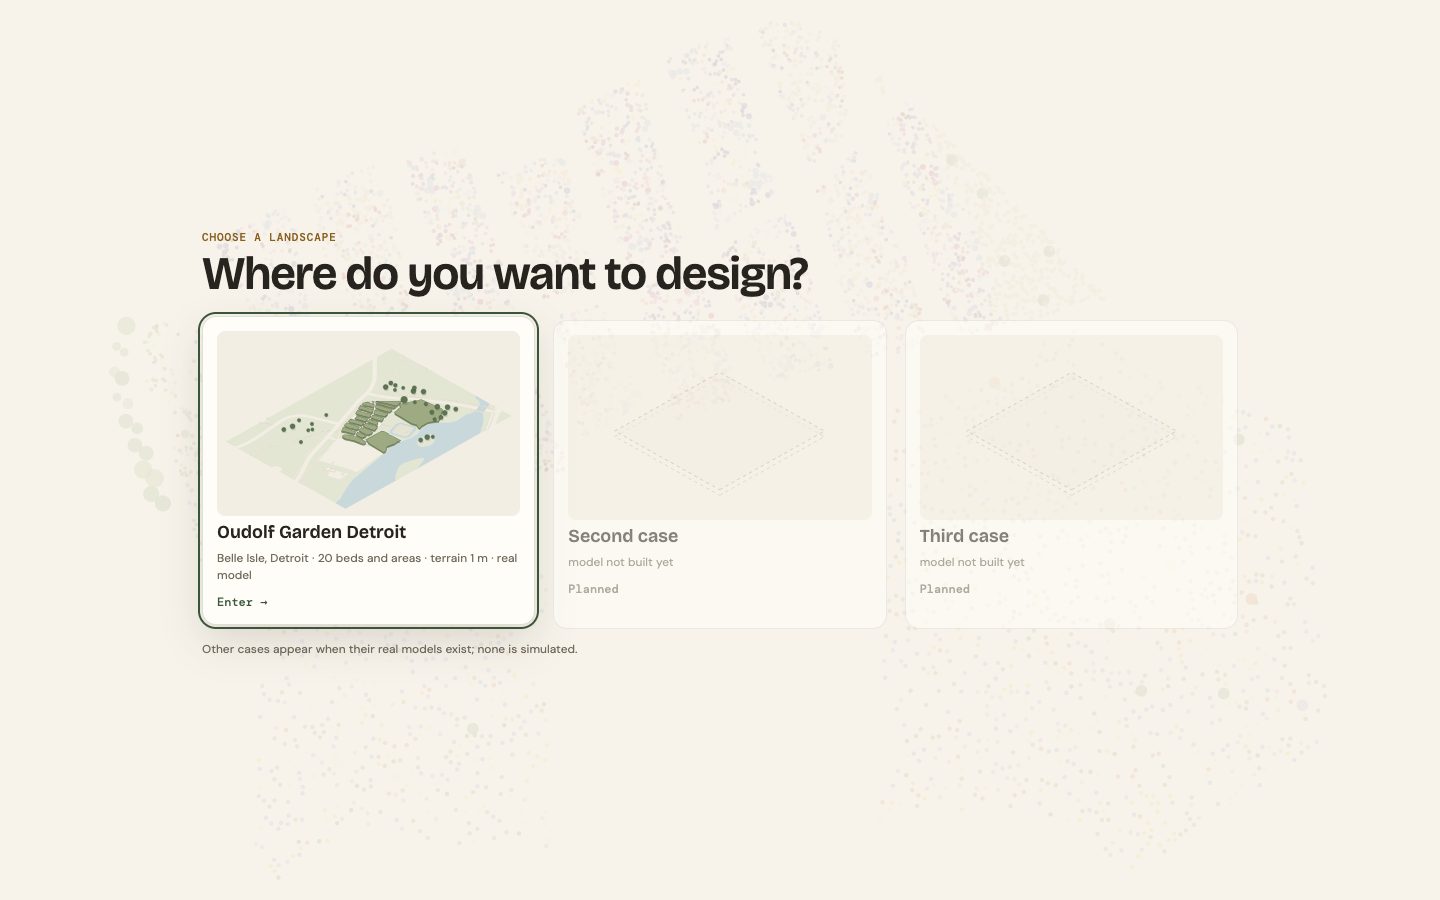 CHOOSE A LANDSCAPE
Where do you want to design?
Oudolf Garden Detroit
Belle Isle, Detroit · 20 beds and areas · terrain 1 m · real
model
Enter →
Second case
model not built yet
Planned
Third case
model not built yet
Planned
Other cases appear when their real models exist; none is simulated.